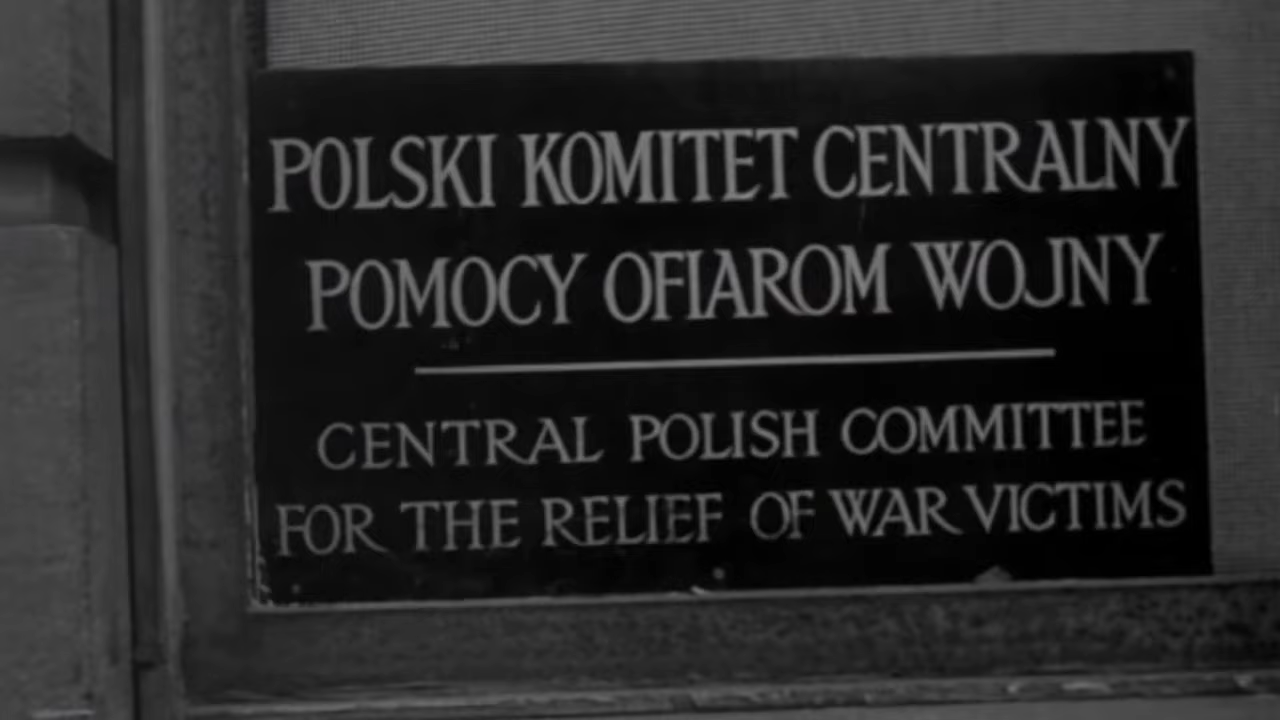 POLSKI KOMITET CENTRALNY
POMOCY OFIAROM WOJNY
CENTRAL POLISH COMMITTEE
FOR THE RELIEF OF WAR VICTIMS